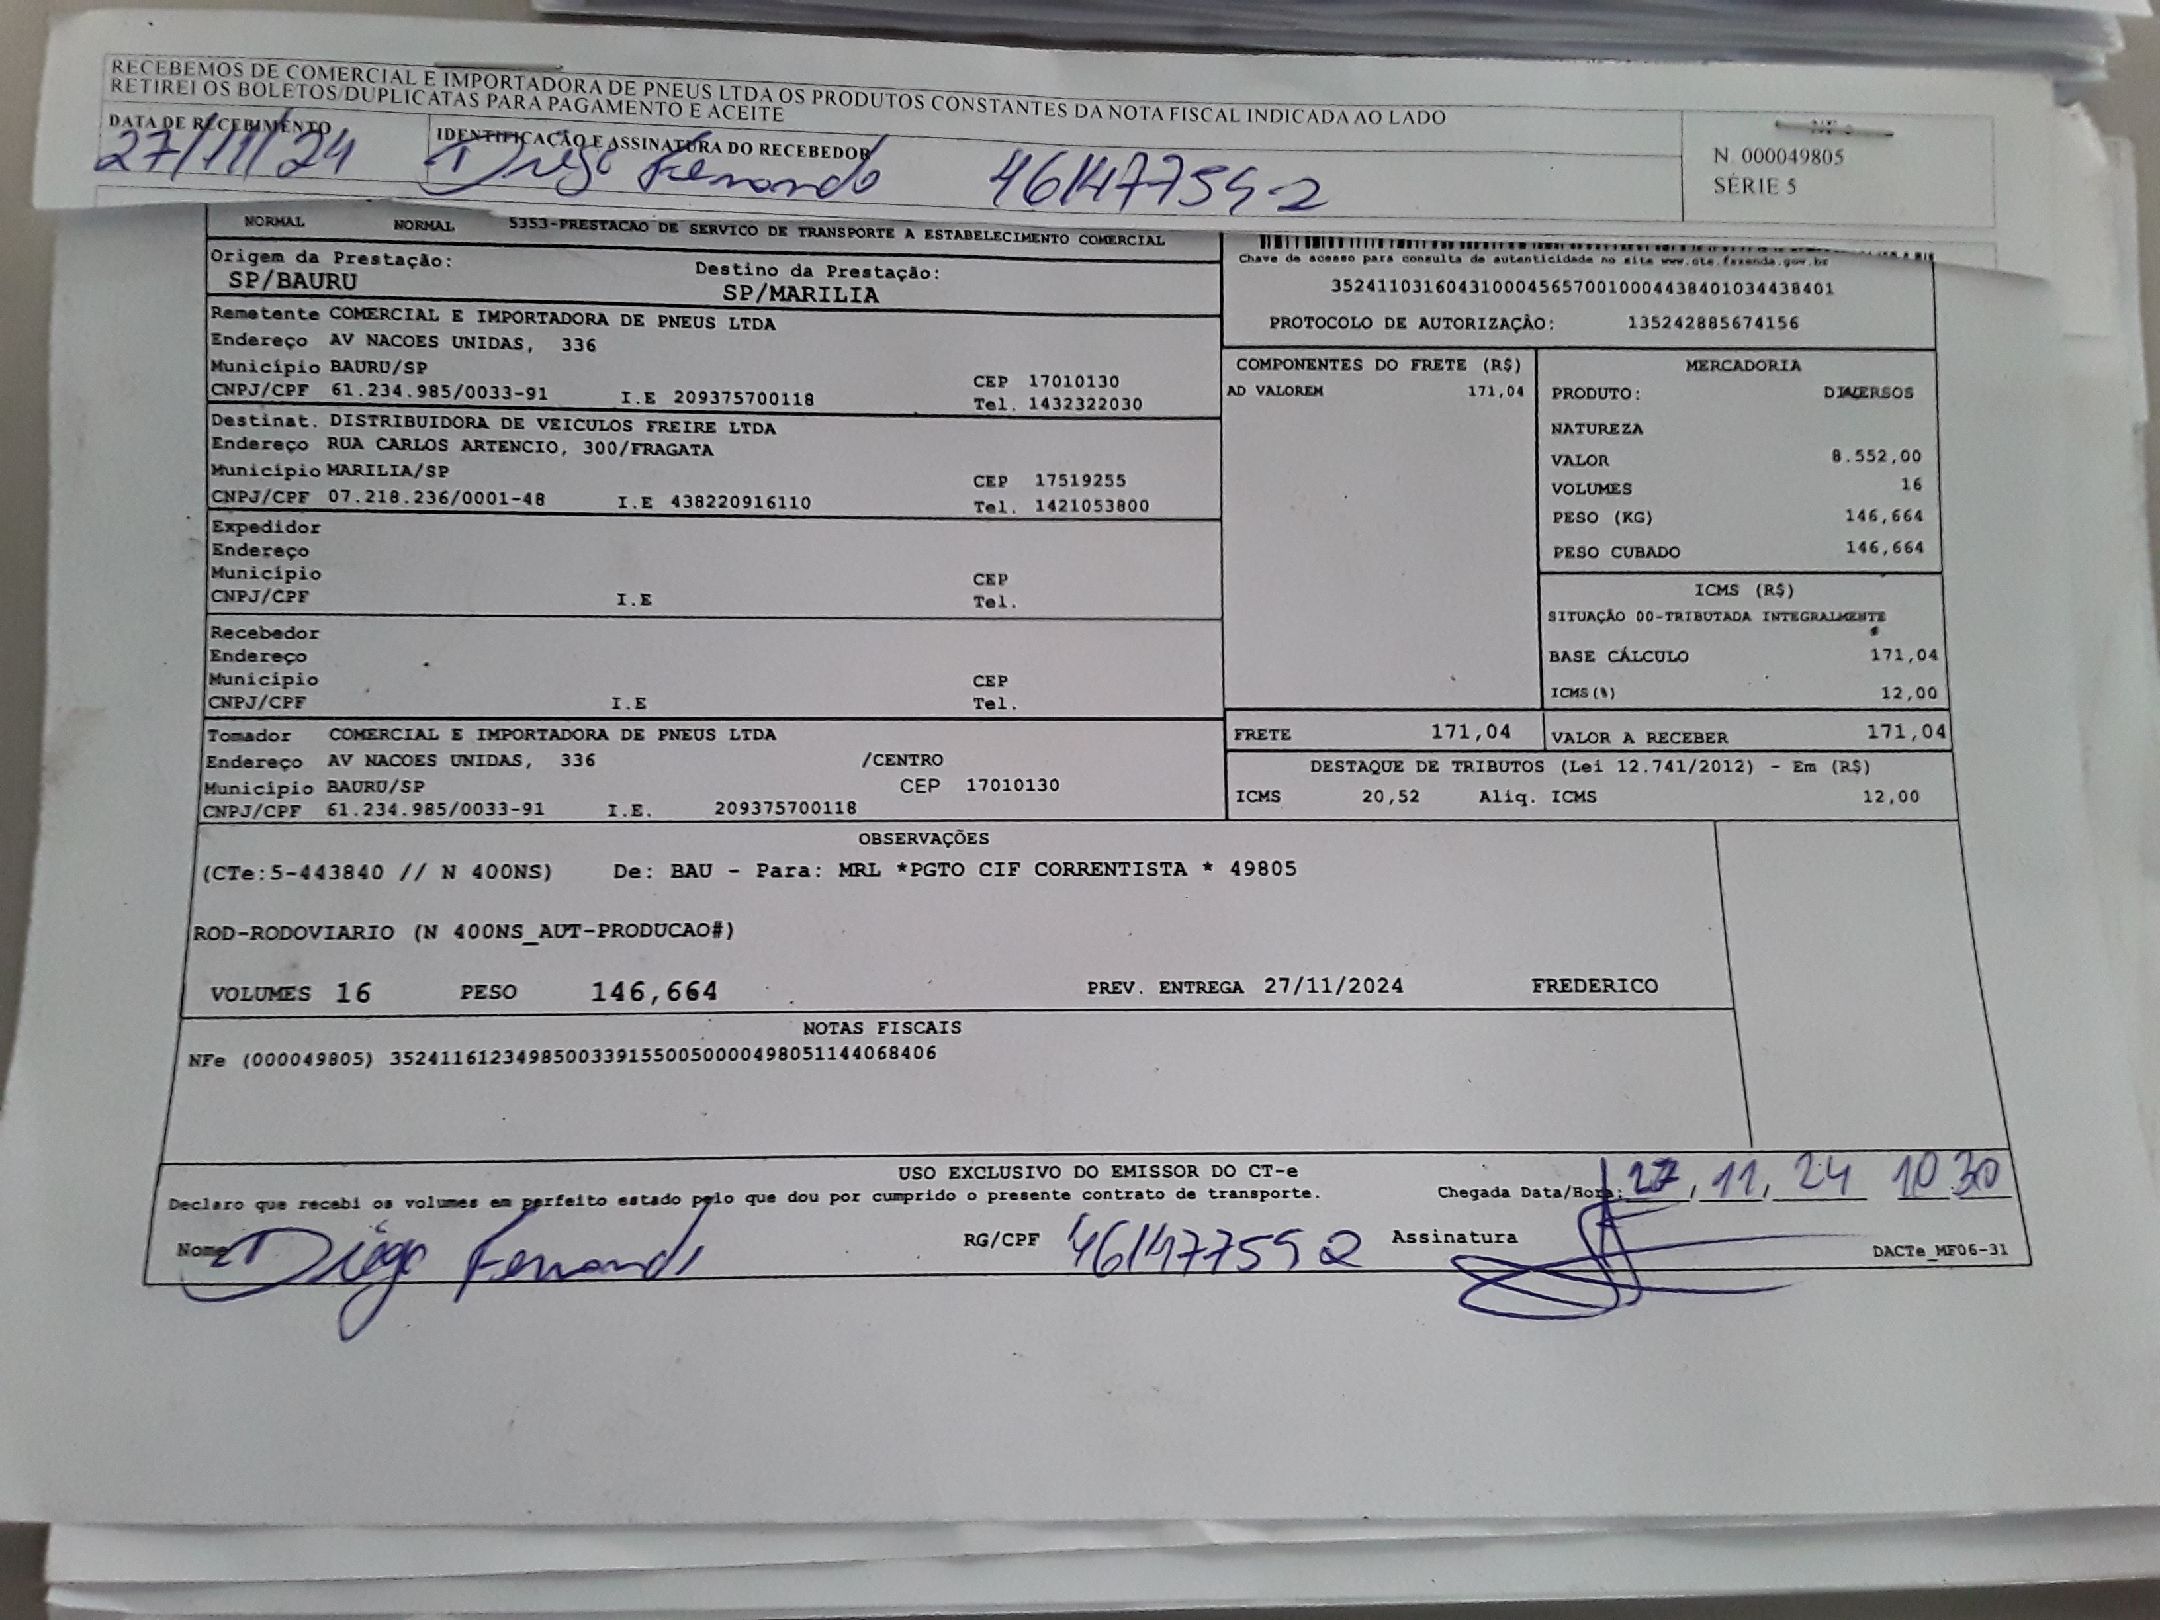 RECEBEMOS DE COMERCIAL E IMPORTADORA DE PNEUS LTDA OS PRODUTOS CONSTANTES DA NOTA FISCAL INDICADA AO LADO
RETIREI OS BOLETOS/DUPLICATAS PARA PAGAMENTO E ACEITE
DATA DE RECEBIMENTO
27/11/24
IDENTIFICAÇÃO E ASSINATURA DO RECEBEDOR
Diego Fernando 461477592
N. 000049805
SÉRIE 5
NORMAL NORMAL 5353-PRESTACAO DE SERVICO DE TRANSPORTE A ESTABELECIMENTO COMERCIAL
Origem da Prestação: Destino da Prestação:
SP/BAURU SP/MARILIA
Remetente COMERCIAL E IMPORTADORA DE PNEUS LTDA
Endereço AV NACOES UNIDAS, 336
Município BAURU/SP CEP 17010130
CNPJ/CPF 61.234.985/0033-91 I.E 209375700118 Tel. 1432322030
Destinat. DISTRIBUIDORA DE VEICULOS FREIRE LTDA
Endereço RUA CARLOS ARTENCIO, 300/FRAGATA
Município MARILIA/SP CEP 17519255
CNPJ/CPF 07.218.236/0001-48 I.E 438220916110 Tel. 1421053800
Expedidor
Endereço
Município CEP
CNPJ/CPF I.E Tel.
Recebedor
Endereço
Município CEP
CNPJ/CPF I.E Tel.
Tomador COMERCIAL E IMPORTADORA DE PNEUS LTDA
Endereço AV NACOES UNIDAS, 336 /CENTRO
Município BAURU/SP CEP 17010130
CNPJ/CPF 61.234.985/0033-91 I.E. 209375700118
Chave de acesso para consulta de autenticidade no site www.cte.fazenda.gov.br
35241103160431000456570010004438401034438401
PROTOCOLO DE AUTORIZAÇÃO: 135242885674156
COMPONENTES DO FRETE (R$)
AD VALOREM 171,04
MERCADORIA
PRODUTO: DIVERSOS
NATUREZA
VALOR 8.552,00
VOLUMES 16
PESO (KG) 146,664
PESO CUBADO 146,664
ICMS (R$)
SITUAÇÃO 00-TRIBUTADA INTEGRALMENTE
BASE CÁLCULO 171,04
ICMS(%) 12,00
FRETE 171,04 VALOR A RECEBER 171,04
DESTAQUE DE TRIBUTOS (Lei 12.741/2012) - Em (R$)
ICMS 20,52 Aliq. ICMS 12,00
OBSERVAÇÕES
(CTe:5-443840 // N 400NS) De: BAU - Para: MRL *PGTO CIF CORRENTISTA * 49805
ROD-RODOVIARIO (N 400NS_AUT-PRODUCAO#)
VOLUMES 16 PESO 146,664 PREV. ENTREGA 27/11/2024 FREDERICO
NOTAS FISCAIS
NFe (000049805) 35241161234985003391550050000498051144068406
USO EXCLUSIVO DO EMISSOR DO CT-e
Declaro que recebi os volumes em perfeito estado pelo que dou por cumprido o presente contrato de transporte. Chegada Data/Hora: 27, 11, 24 10 30
Nome Diego Fernando RG/CPF 461477592 Assinatura
DACTe_MF06-31